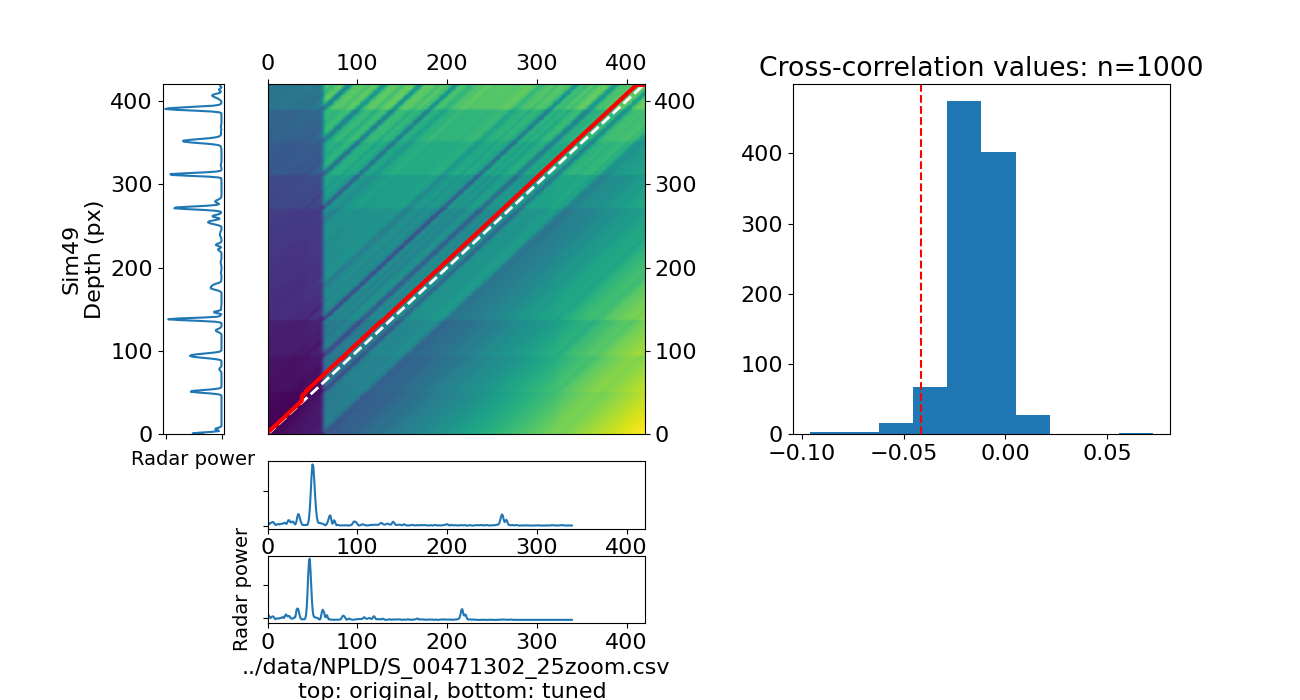 Cross-correlation values: n=1000
0 100 200 300 400
400
300
200
100
0
Sim49
Depth (px)
Radar power
400
300
200
100
0
400
300
200
100
0
−0.10 −0.05 0.00 0.05
0 100 200 300 400
Radar power
0 100 200 300 400
../data/NPLD/S_00471302_25zoom.csv
top: original, bottom: tuned